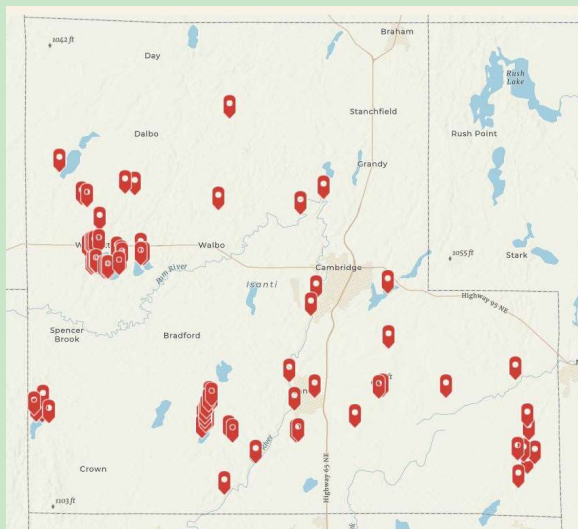 Braham
1042 ft
Day
Rush
Lake
Stanchfield
Dalbo
Rush Point
Grandy
Walbo
Stark
1055 ft
Rum River
Cambridge
Isanti
Highway 95 NE
Spencer
Brook
Bradford
River
Crown
Highway 65 NE
1103 ft